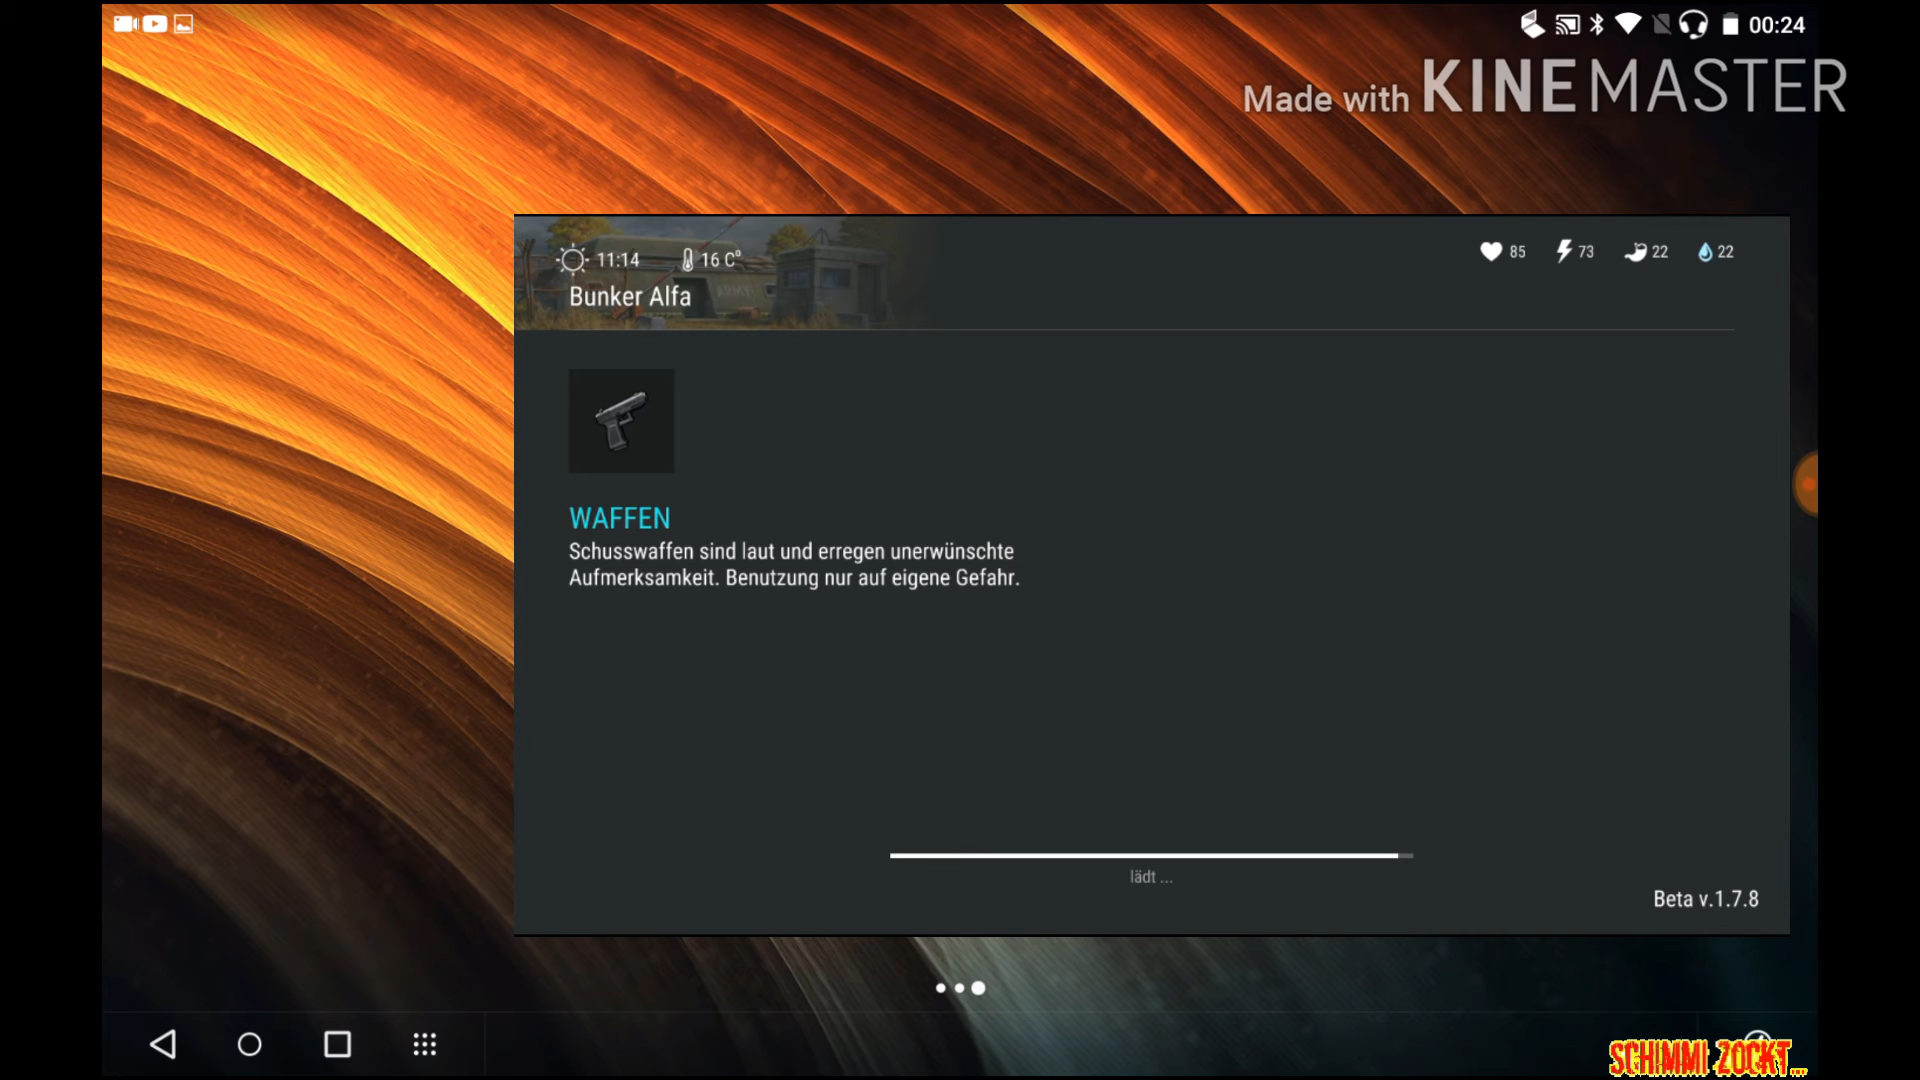 00:24
Made with KINEMASTER
11:14 16 C° 85 73 22 22
Bunker Alfa
ARMY
WAFFEN
Schusswaffen sind laut und erregen unerwünschte
Aufmerksamkeit. Benutzung nur auf eigene Gefahr.
lädt ...
Beta v.1.7.8
SCHIMMI ZOCKT...